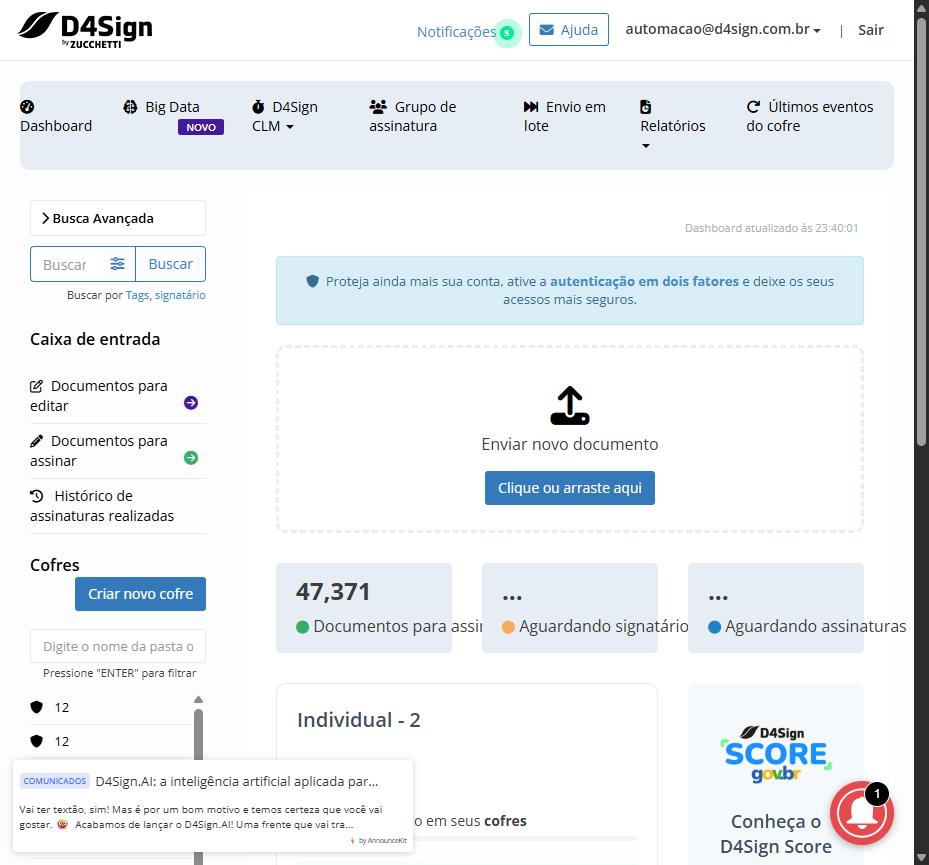 D4Sign
by ZUCCHETTI
Notificações 5
Ajuda
automacao@d4sign.com.br
|
Sair
Dashboard
Big Data
NOVO
D4Sign
CLM
Grupo de
assinatura
Envio em
lote
Relatórios
Últimos eventos
do cofre
Busca Avançada
Buscar
Buscar
Buscar por Tags, signatário
Caixa de entrada
Documentos para
editar
Documentos para
assinar
Histórico de
assinaturas realizadas
Cofres
Criar novo cofre
Digite o nome da pasta o
Pressione "ENTER" para filtrar
12
12
Dashboard atualizado às 23:40:01
Proteja ainda mais sua conta, ative a autenticação em dois fatores e deixe os seus
acessos mais seguros.
Enviar novo documento
Clique ou arraste aqui
47,371
Documentos para assin
...
Aguardando signatário
...
Aguardando assinaturas
Individual - 2
o em seus cofres
D4Sign
SCORE
gov.br
Conheça o
D4Sign Score
1
COMUNICADOS
D4Sign.AI: a inteligência artificial aplicada par...
Vai ter textão, sim! Mas é por um bom motivo e temos certeza que você vai
gostar. 🤪 Acabamos de lançar o D4Sign.AI! Uma frente que vai tra...
by AnnounceKit